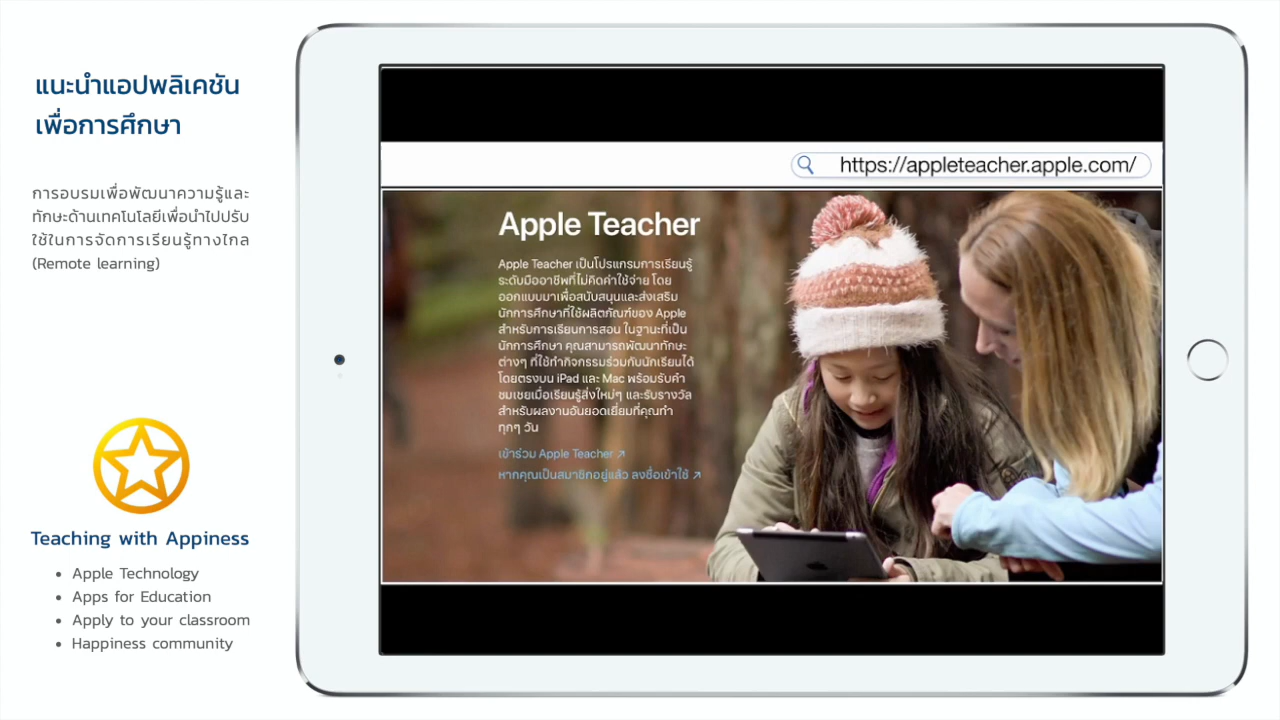 แนะนำแอปพลิเคชัน
เพื่อการศึกษา
การอบรมเพื่อพัฒนาความรู้และ
ทักษะด้านเทคโนโลยีเพื่อนำไปปรับ
ใช้ในการจัดการเรียนรู้ทางไกล
(Remote learning)
Teaching with Appiness
• Apple Technology
• Apps for Education
• Apply to your classroom
• Happiness community
https://appleteacher.apple.com/
Apple Teacher
Apple Teacher เป็นโปรแกรมการเรียนรู้
ระดับมืออาชีพที่ไม่คิดค่าใช้จ่าย โดย
ออกแบบมาเพื่อสนับสนุนและส่งเสริม
นักการศึกษาที่ใช้ผลิตภัณฑ์ของ Apple
สำหรับการเรียนการสอน ในฐานะที่เป็น
นักการศึกษา คุณสามารถพัฒนาทักษะ
ต่างๆ ที่ใช้ทำกิจกรรมร่วมกับนักเรียนได้
โดยตรงบน iPad และ Mac พร้อมรับคำ
ชมเชยเมื่อเรียนรู้สิ่งใหม่ๆ และรับรางวัล
สำหรับผลงานอันยอดเยี่ยมที่คุณทำ
ทุกๆ วัน
เข้าร่วม Apple Teacher ↗
หากคุณเป็นสมาชิกอยู่แล้ว ลงชื่อเข้าใช้ ↗